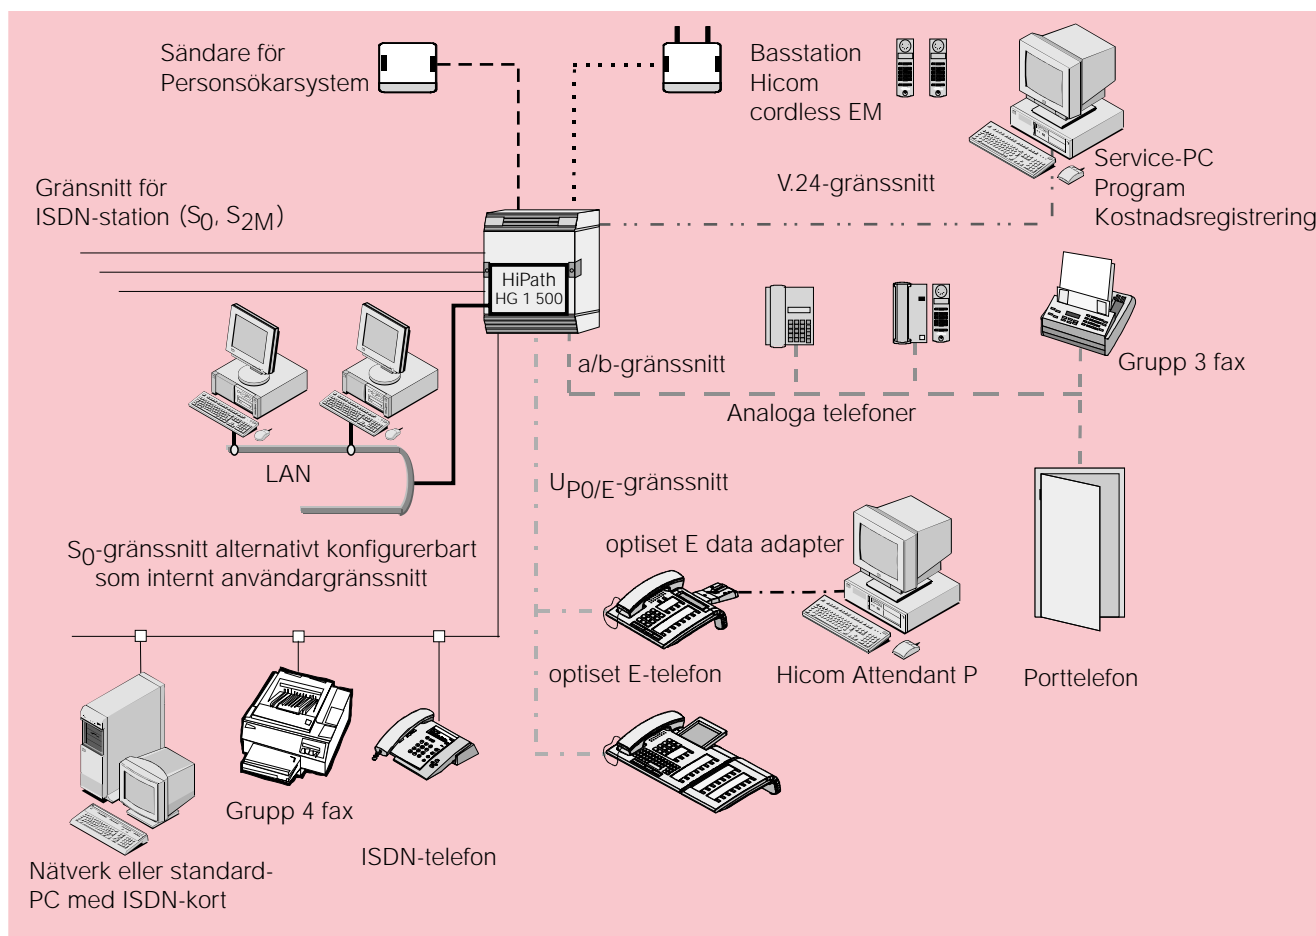 Sändare för
Personsökarsystem
Basstation
Hicom
cordless EM
Service-PC
Program
Kostnadsregistrering
V.24-gränssnitt
Gränsnitt för
ISDN-station (S0, S2M)
HiPath
HG 1 500
a/b-gränssnitt
Grupp 3 fax
Analoga telefoner
LAN
UP0/E-gränssnitt
S0-gränssnitt alternativt konfigurerbart
som internt användargränssnitt
optiset E data adapter
optiset E-telefon
Hicom Attendant P
Porttelefon
Grupp 4 fax
ISDN-telefon
Nätverk eller standard-
PC med ISDN-kort